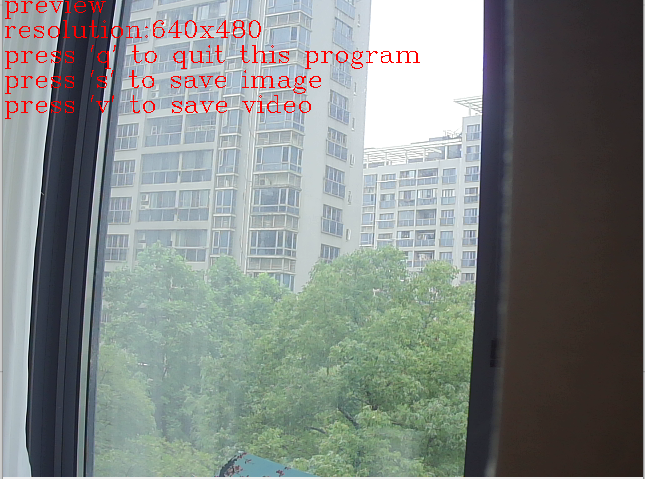 preview
resolution:640x480
press 'q' to quit this program
press 's' to save image
press 'v' to save video